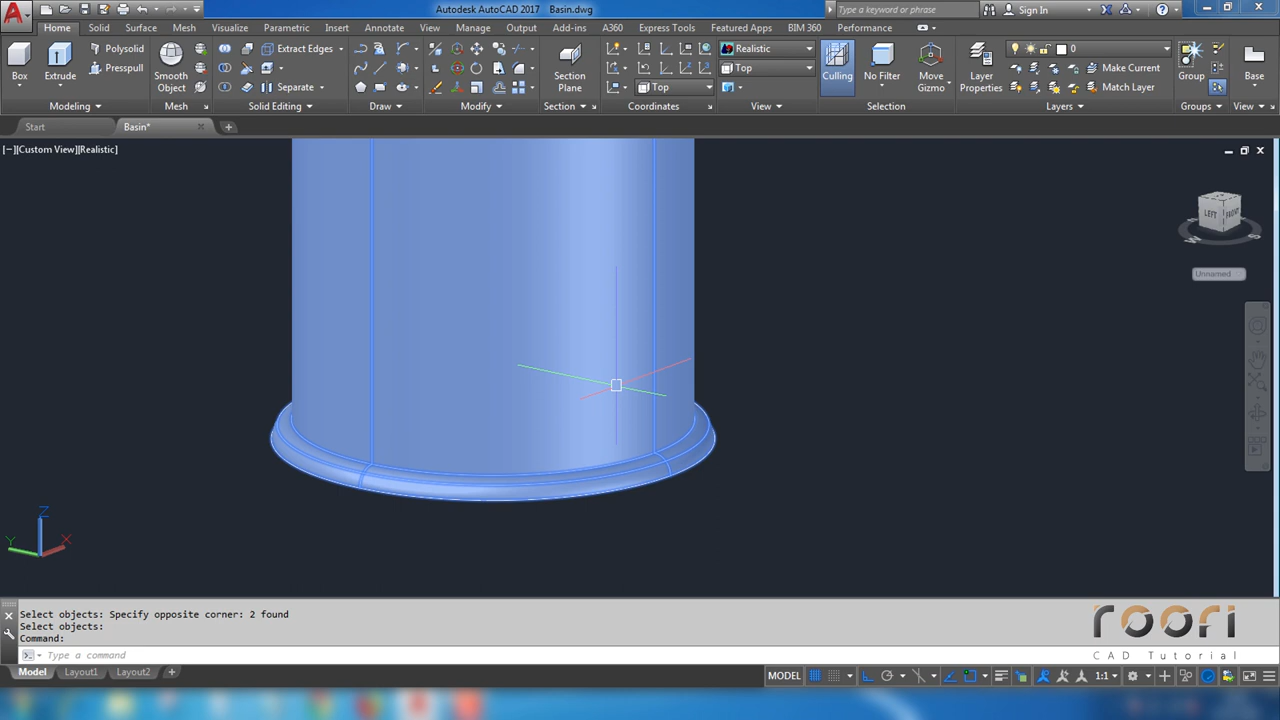 Autodesk AutoCAD 2017 Basin.dwg
Type a keyword or phrase
Sign In
Home Solid Surface Mesh Visualize Parametric Insert Annotate View Manage Output Add-ins A360 Express Tools Featured Apps BIM 360 Performance
Box
Extrude
Polysolid
Presspull
Smooth
Object
Extract Edges
Separate
Section
Plane
Realistic
Top
Top
Culling
No Filter
Move
Gizmo
Layer
Properties
0
Make Current
Match Layer
Group
Base
Modeling
Mesh
Solid Editing
Draw
Modify
Section
Coordinates
View
Selection
Layers
Groups
View
Start
Basin*
[−][Custom View][Realistic]
LEFT
FRONT
W
S
Unnamed
Z
Y
X
Select objects: Specify opposite corner: 2 found
Select objects:
Command:
Type a command
roori
CAD Tutorial
Model Layout1 Layout2
MODEL
1:1